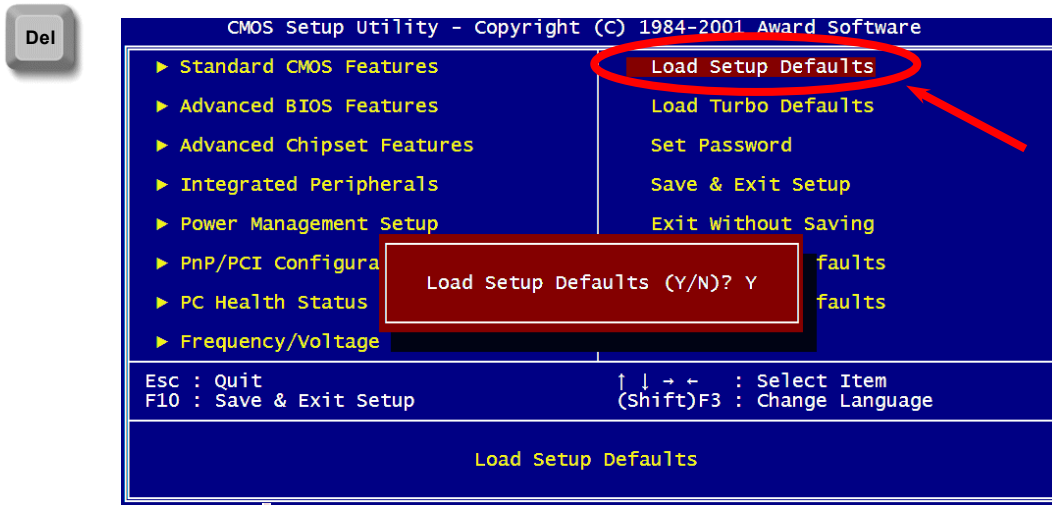 Del
CMOS Setup Utility - Copyright (C) 1984-2001 Award Software
▶ Standard CMOS Features
▶ Advanced BIOS Features
▶ Advanced Chipset Features
▶ Integrated Peripherals
▶ Power Management Setup
▶ PnP/PCI Configura
▶ PC Health Status
▶ Frequency/Voltage
Load Setup Defaults
Load Turbo Defaults
Set Password
Save & Exit Setup
Exit Without Saving
faults
faults
Load Setup Defaults (Y/N)? Y
Esc : Quit
F10 : Save & Exit Setup
↑ ↓ → ← : Select Item
(Shift)F3 : Change Language
Load Setup Defaults